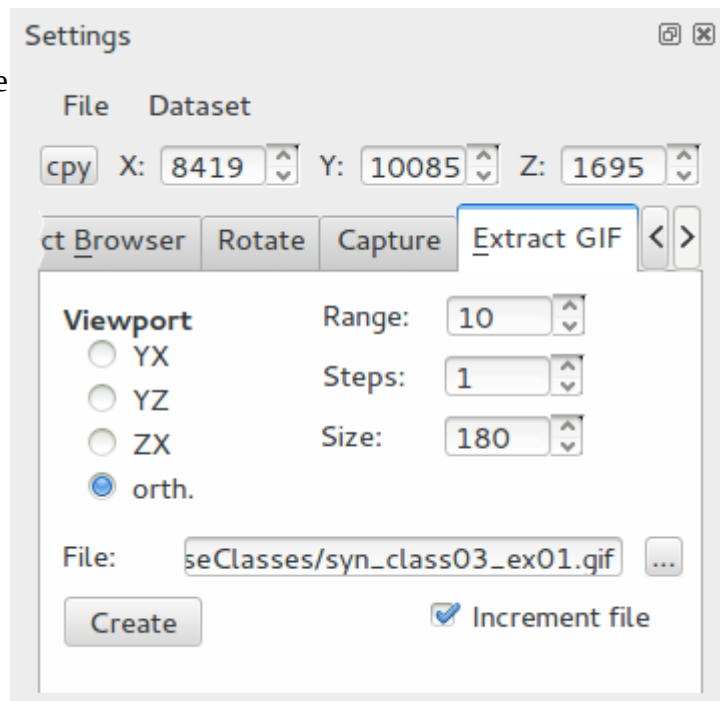 Settings
e
File Dataset
cpy X: 8419 Y: 10085 Z: 1695
ct Browser Rotate Capture Extract GIF < >
Viewport Range: 10
YX
YZ Steps: 1
ZX Size: 180
orth.
File: seClasses/syn_class03_ex01.gif ...
Create Increment file